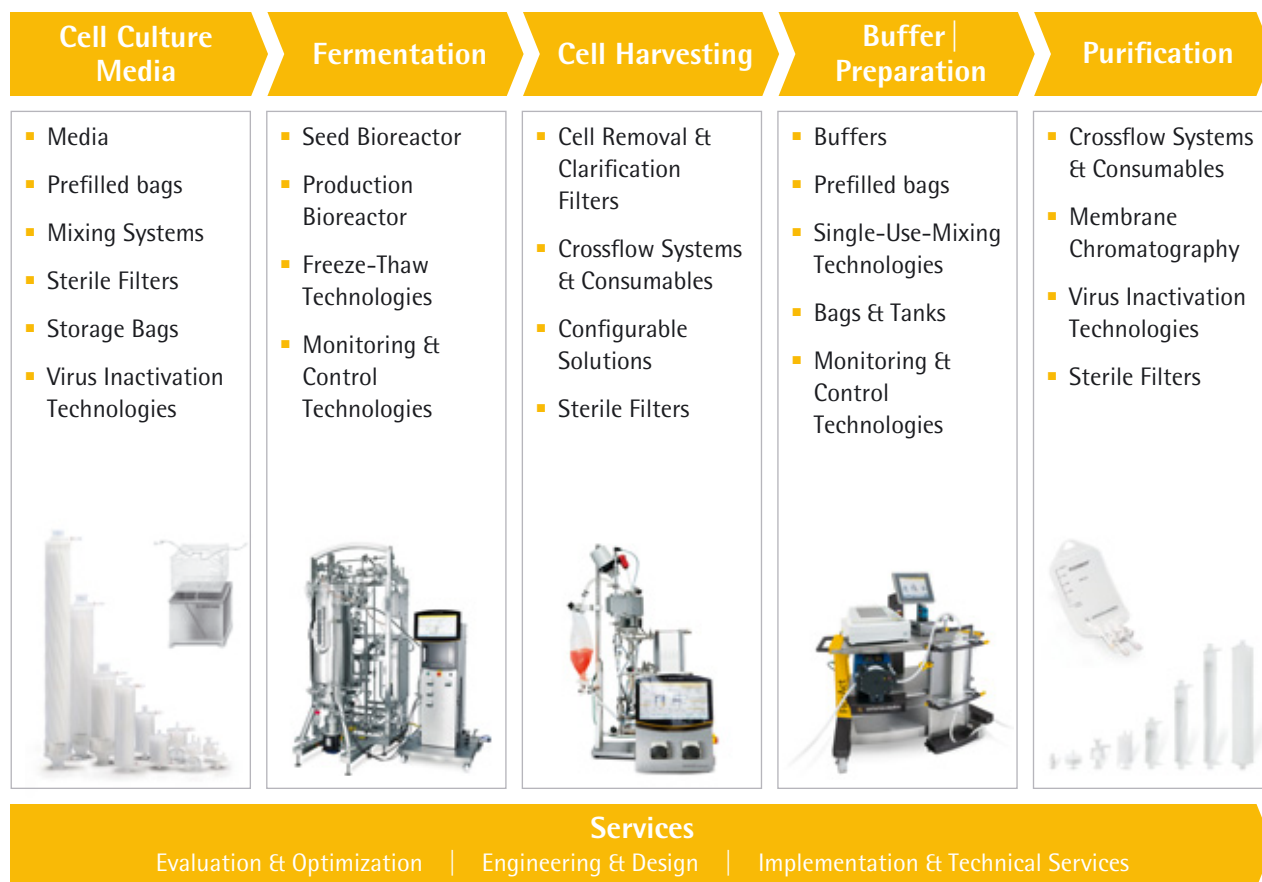 Cell Culture
Media
Fermentation
Cell Harvesting
Buffer |
Preparation
Purification
Media
Prefilled bags
Mixing Systems
Sterile Filters
Storage Bags
Virus Inactivation
Technologies
Seed Bioreactor
Production
Bioreactor
Freeze-Thaw
Technologies
Monitoring &
Control
Technologies
Cell Removal &
Clarification
Filters
Crossflow Systems
& Consumables
Configurable
Solutions
Sterile Filters
Buffers
Prefilled bags
Single-Use-Mixing
Technologies
Bags & Tanks
Monitoring &
Control
Technologies
Crossflow Systems
& Consumables
Membrane
Chromatography
Virus Inactivation
Technologies
Sterile Filters
Services
Evaluation & Optimization | Engineering & Design | Implementation & Technical Services